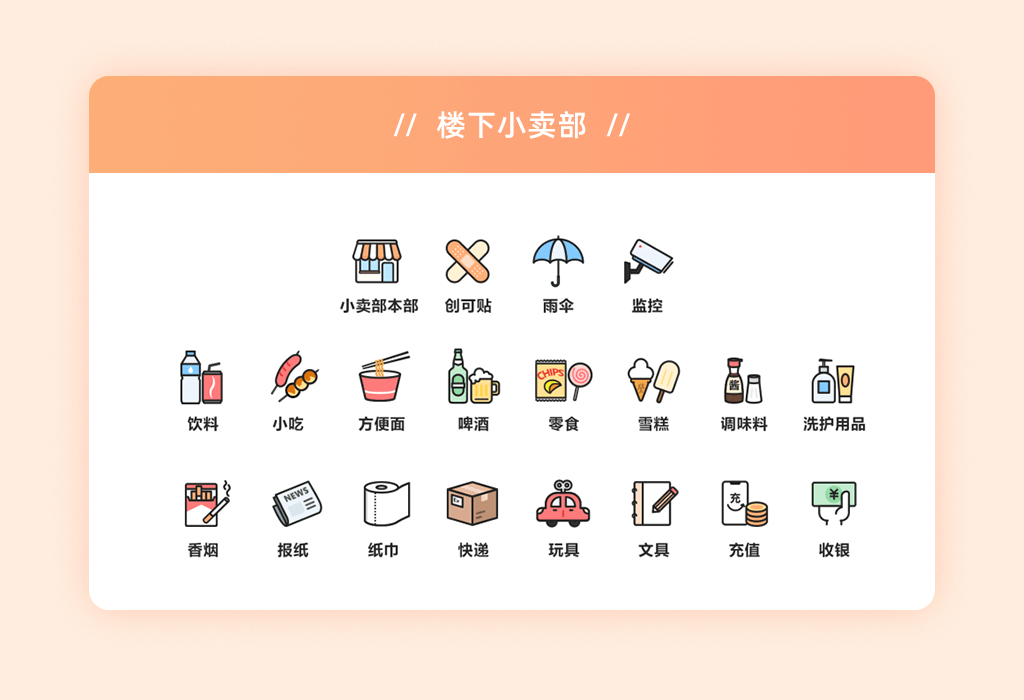 // 楼下小卖部 //
小卖部本部 创可贴 雨伞 监控
CHIPS
酱
饮料 小吃 方便面 啤酒 零食 雪糕 调味料 洗护用品
NEWS
充
¥
香烟 报纸 纸巾 快递 玩具 文具 充值 收银